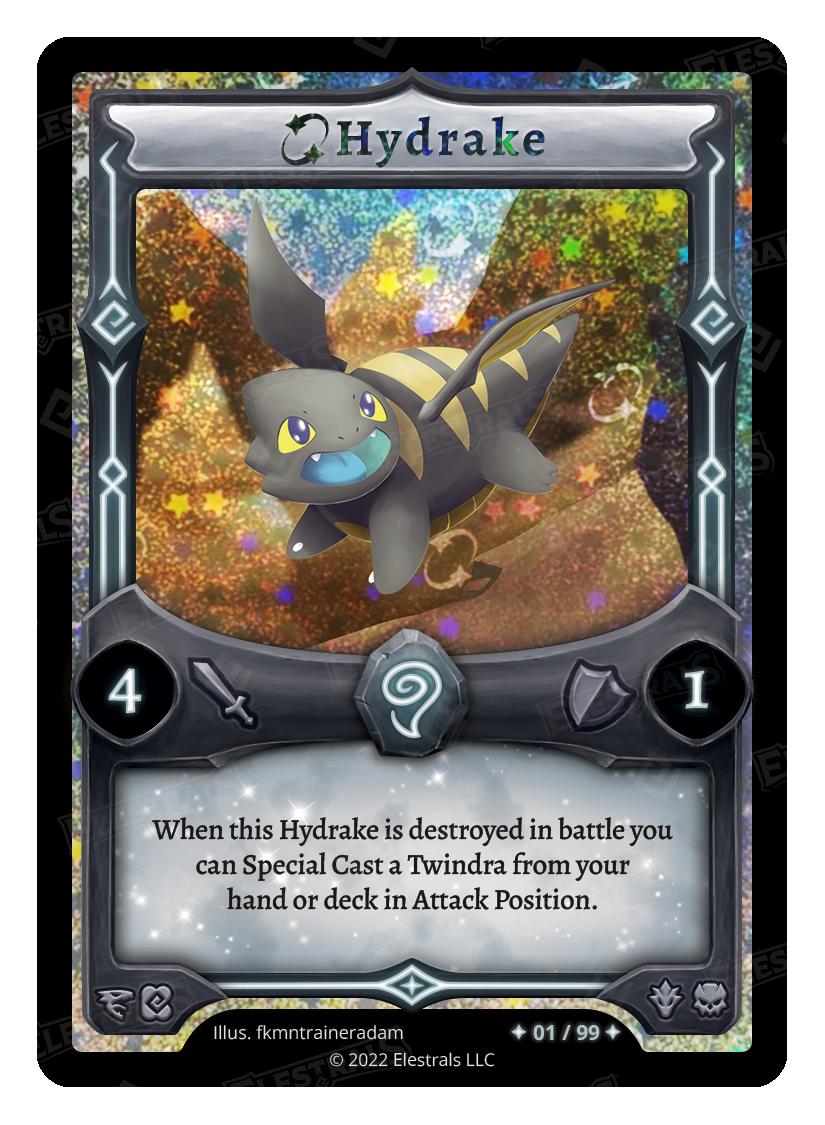 Hydrake
4
1
When this Hydrake is destroyed in battle you
can Special Cast a Twindra from your
hand or deck in Attack Position.
Illus. fkmntraineradam
01 / 99
© 2022 Elestrals LLC
ELESTRALS